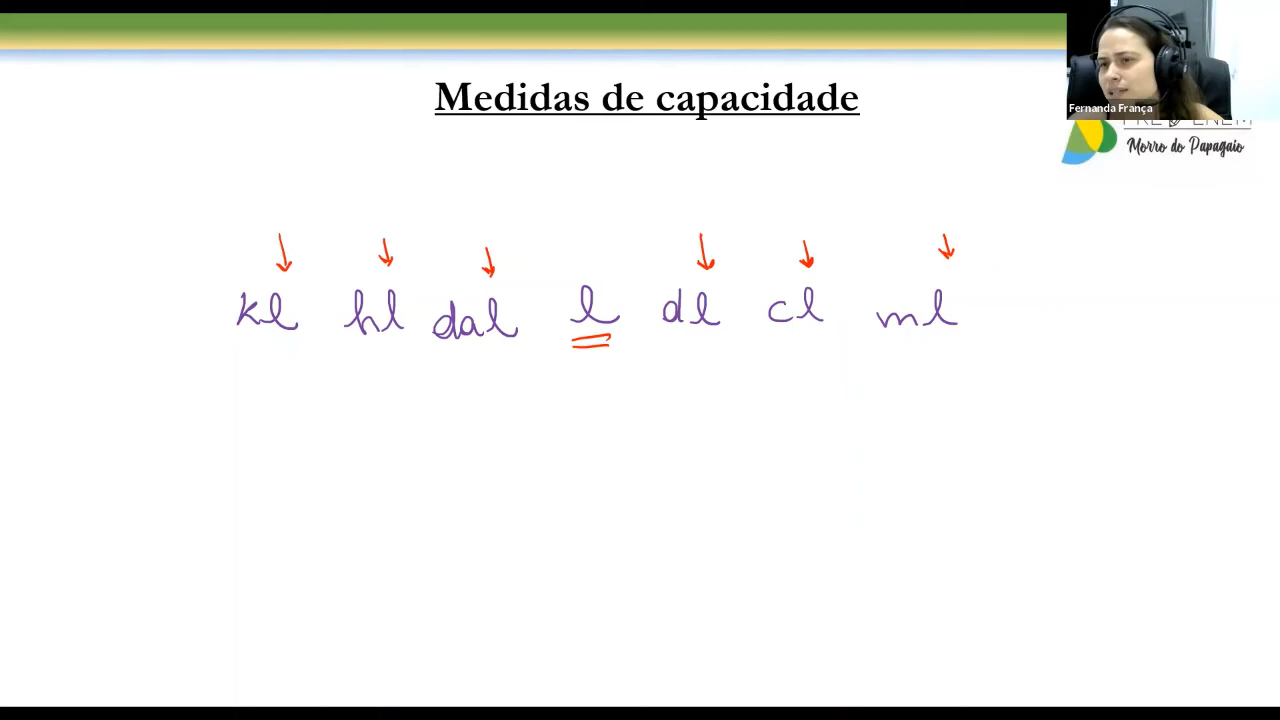 Medidas de capacidade
Fernanda França
Morro do Papagaio
kl hl dal l dl cl ml